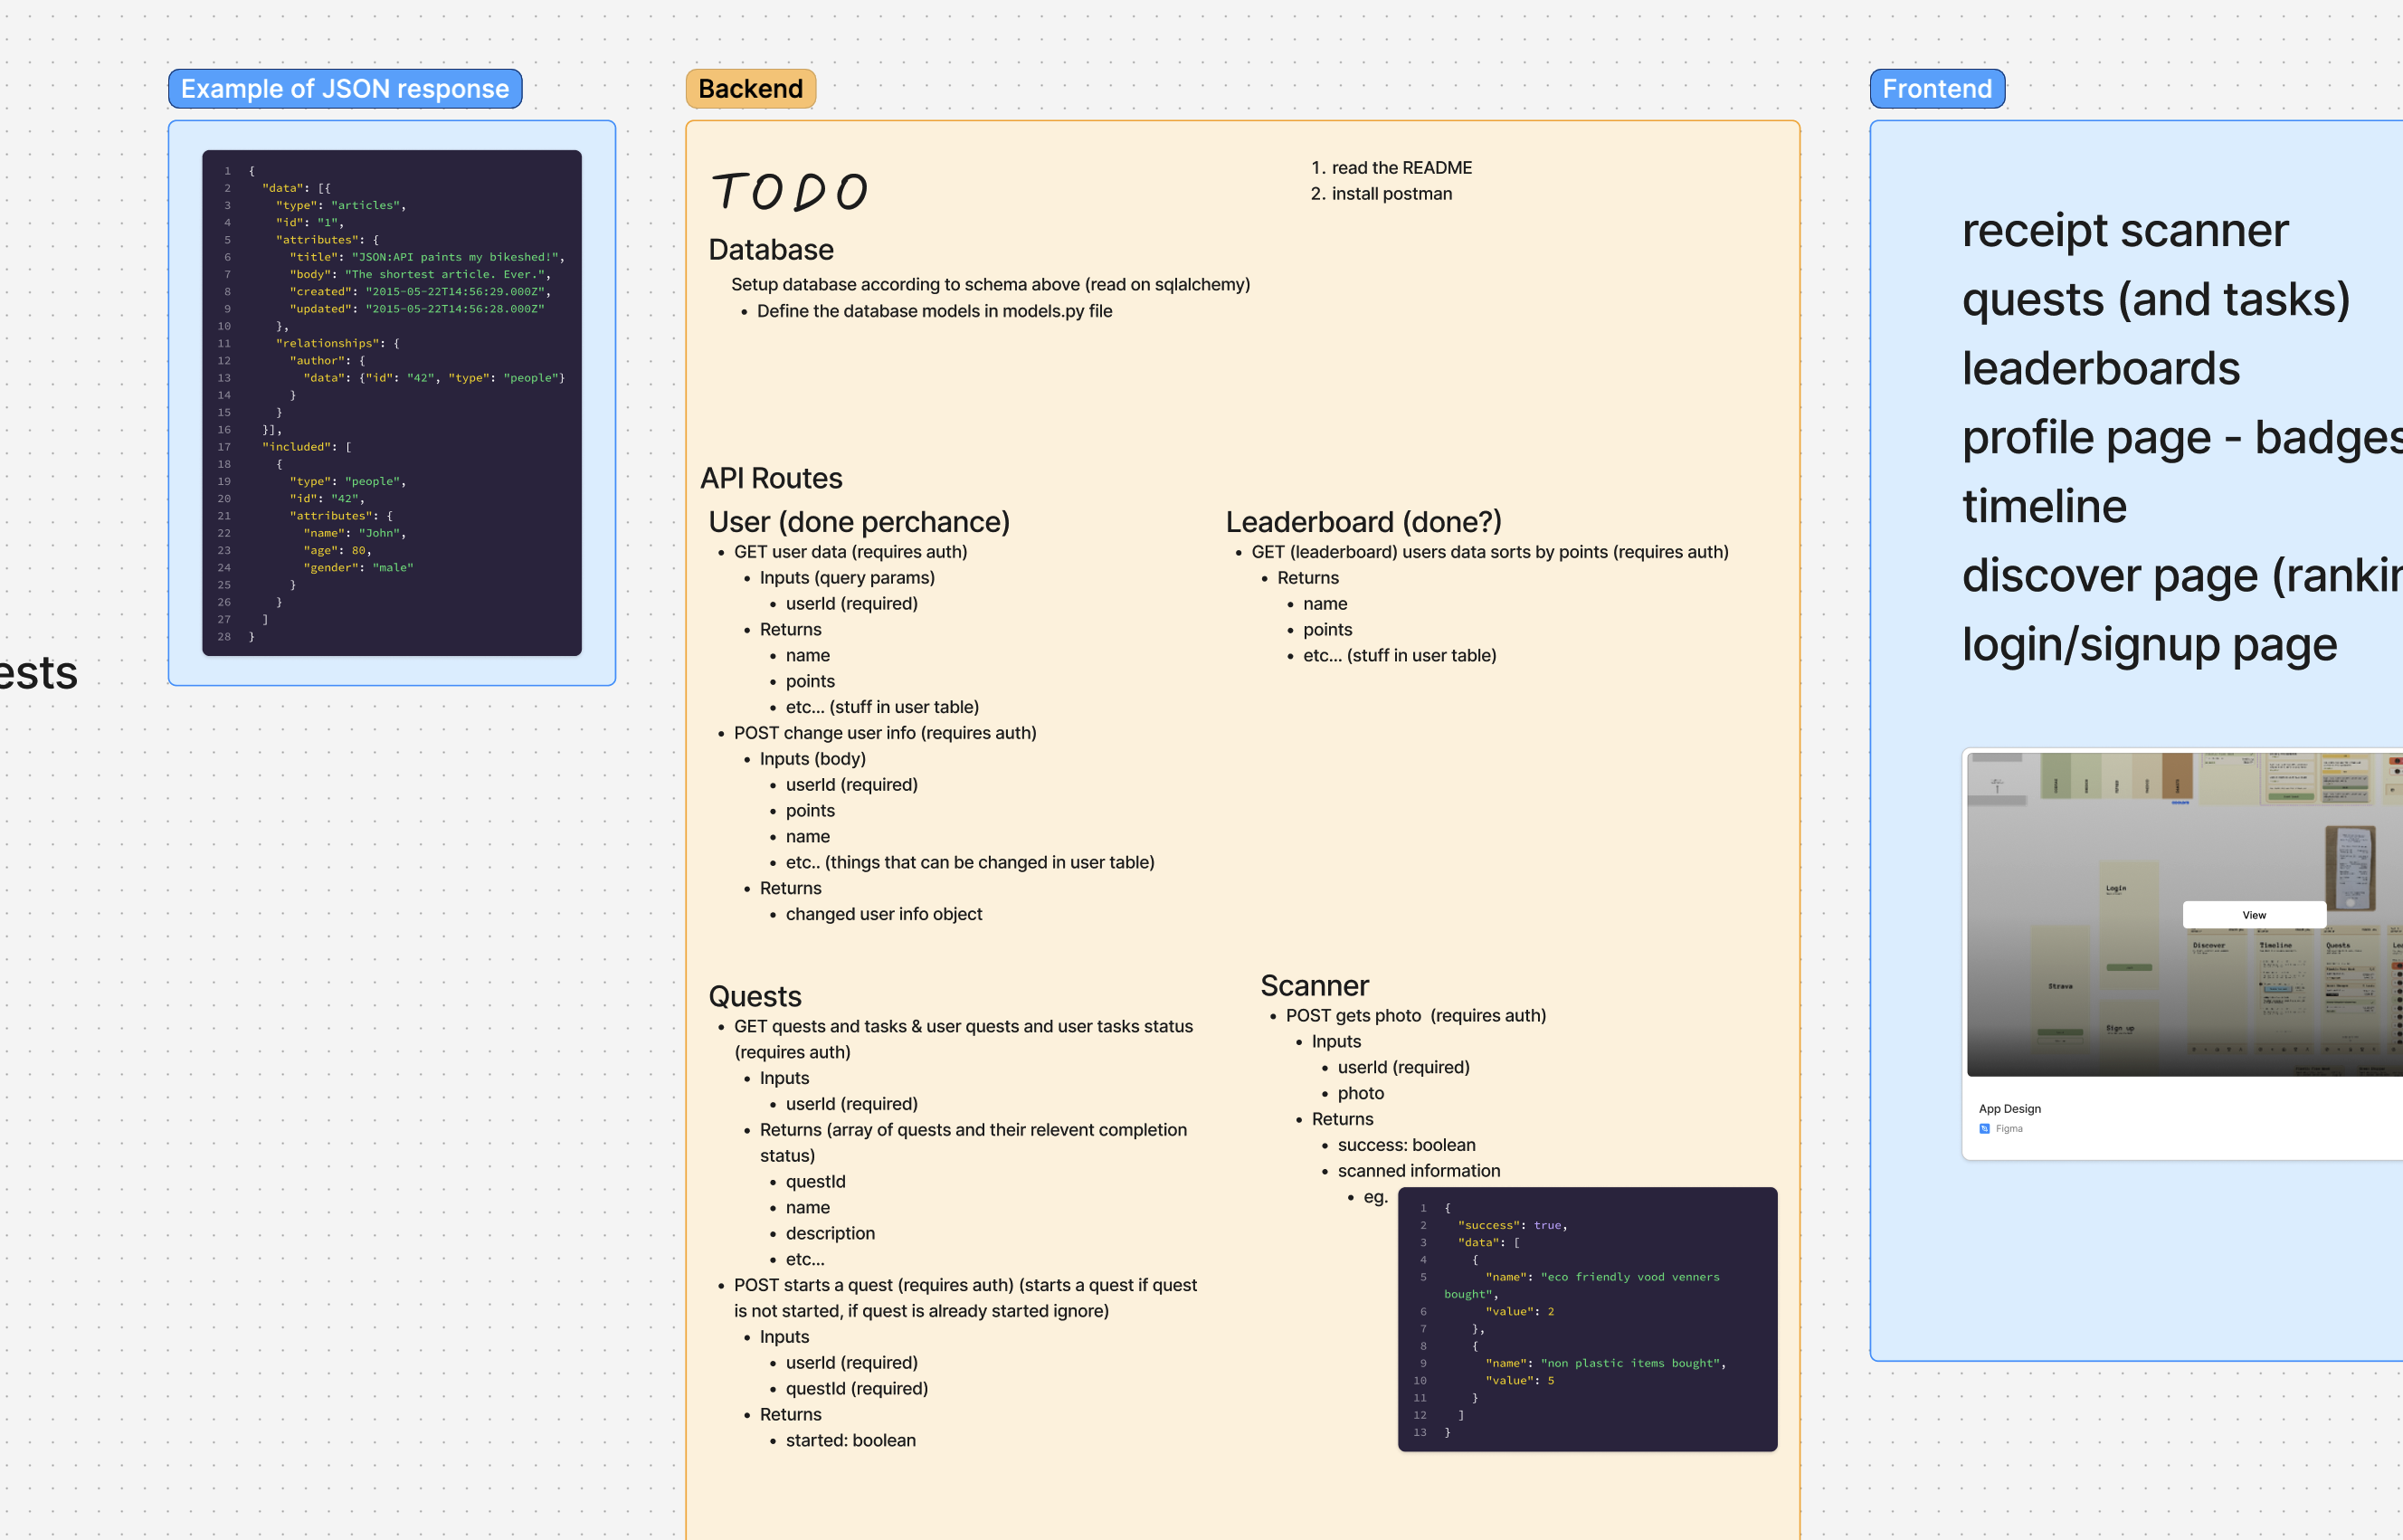 Example of JSON response
1 {
2 "data": [{
3 "type": "articles",
4 "id": "1",
5 "attributes": {
6 "title": "JSON:API paints my bikeshed!",
7 "body": "The shortest article. Ever.",
8 "created": "2015-05-22T14:56:29.000Z",
9 "updated": "2015-05-22T14:56:28.000Z"
10 },
11 "relationships": {
12 "author": {
13 "data": {"id": "42", "type": "people"}
14 }
15 }
16 }],
17 "included": [
18 {
19 "type": "people",
20 "id": "42",
21 "attributes": {
22 "name": "John",
23 "age": 80,
24 "gender": "male"
25 }
26 }
27 ]
28 }
ests
Backend
TODO
1. read the README
2. install postman
Database
Setup database according to schema above (read on sqlalchemy)
• Define the database models in models.py file
API Routes
User (done perchance)
• GET user data (requires auth)
• Inputs (query params)
• userId (required)
• Returns
• name
• points
• etc... (stuff in user table)
• POST change user info (requires auth)
• Inputs (body)
• userId (required)
• points
• name
• etc.. (things that can be changed in user table)
• Returns
• changed user info object
Leaderboard (done?)
• GET (leaderboard) users data sorts by points (requires auth)
• Returns
• name
• points
• etc... (stuff in user table)
Quests
• GET quests and tasks & user quests and user tasks status
(requires auth)
• Inputs
• userId (required)
• Returns (array of quests and their relevent completion
status)
• questId
• name
• description
• etc...
• POST starts a quest (requires auth) (starts a quest if quest
is not started, if quest is already started ignore)
• Inputs
• userId (required)
• questId (required)
• Returns
• started: boolean
Scanner
• POST gets photo (requires auth)
• Inputs
• userId (required)
• photo
• Returns
• success: boolean
• scanned information
• eg.
1 {
2 "success": true,
3 "data": [
4 {
5 "name": "eco friendly vood venners
bought",
6 "value": 2
7 },
8 {
9 "name": "non plastic items bought",
10 "value": 5
11 }
12 ]
13 }
Frontend
receipt scanner
quests (and tasks)
leaderboards
profile page - badges
timeline
discover page (rankin
login/signup page
Login
View
Discover
Timeline
Quests
Strava
Sign up
App Design
Figma